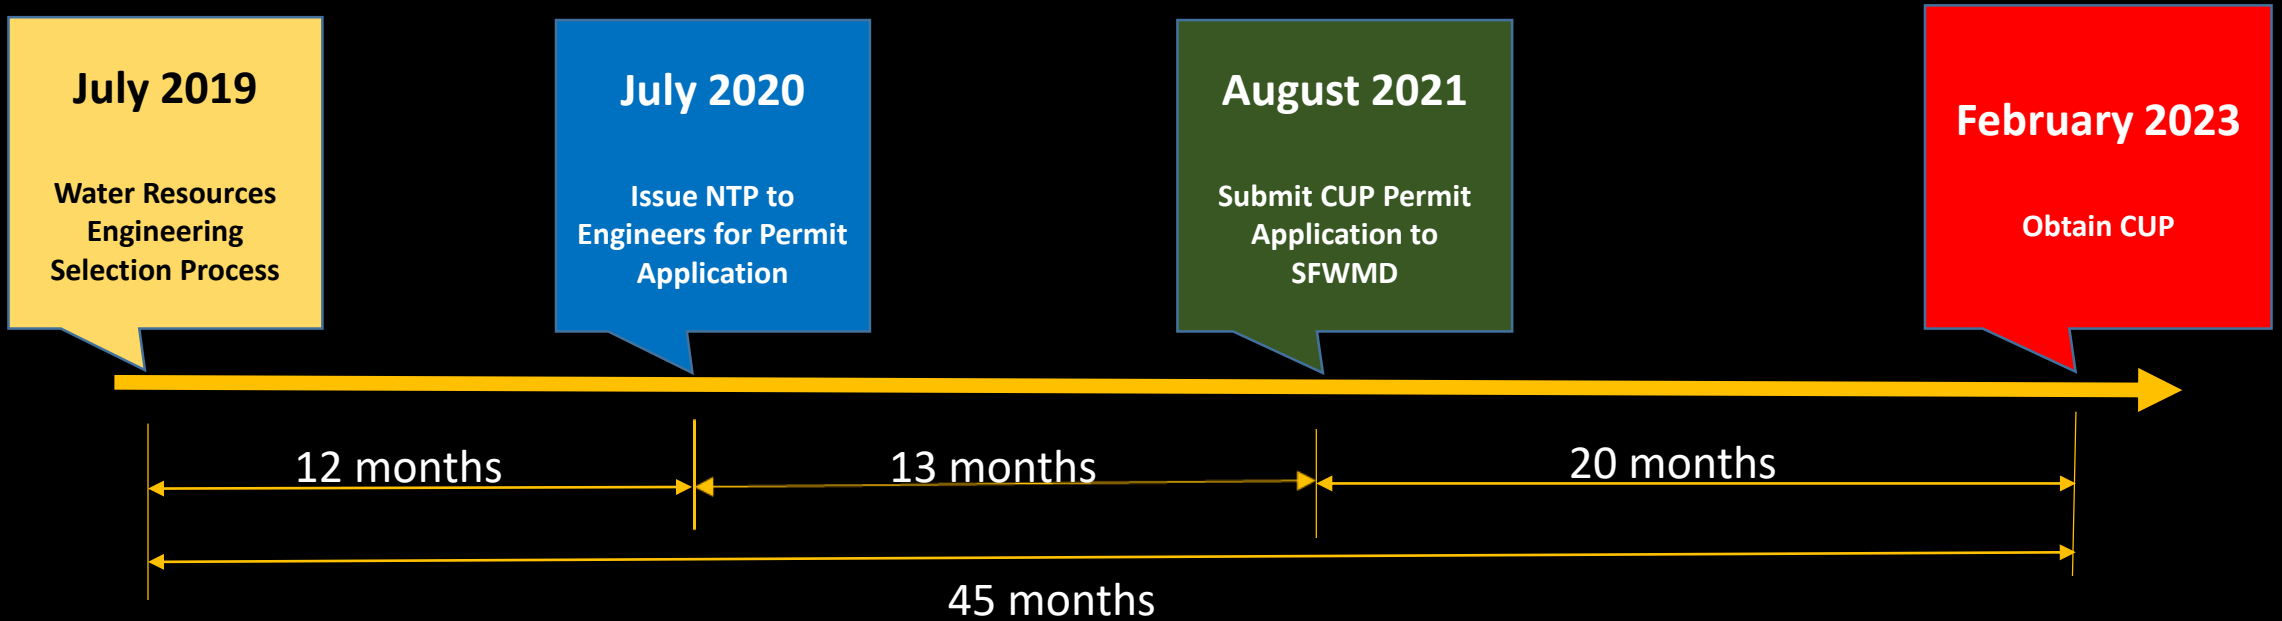 July 2019
Water Resources
Engineering
Selection Process
July 2020
Issue NTP to
Engineers for Permit
Application
August 2021
Submit CUP Permit
Application to
SFWMD
February 2023
Obtain CUP
12 months
13 months
20 months
45 months